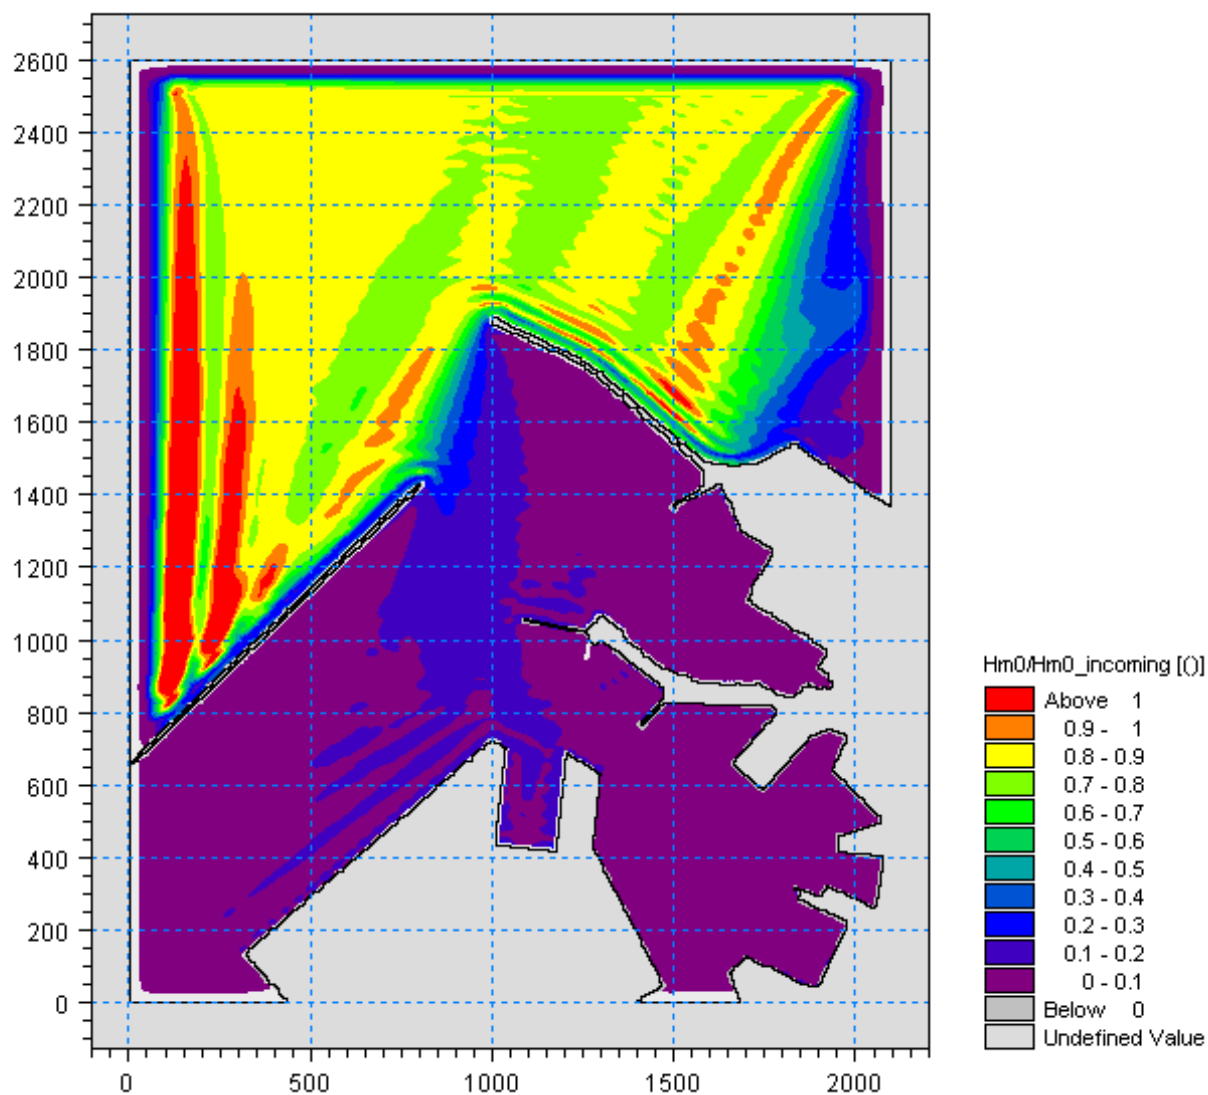 2600
2400
2200
2000
1800
1600
1400
1200
1000
800
600
400
200
0
0 500 1000 1500 2000
Hm0/Hm0_incoming [()]
Above 1
0.9 - 1
0.8 - 0.9
0.7 - 0.8
0.6 - 0.7
0.5 - 0.6
0.4 - 0.5
0.3 - 0.4
0.2 - 0.3
0.1 - 0.2
0 - 0.1
Below 0
Undefined Value